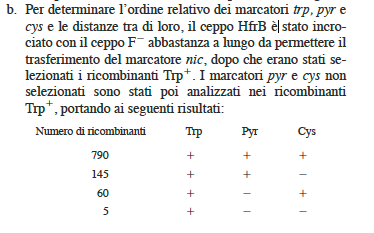 b. Per determinare l'ordine relativo dei marcatori trp, pyr e
cys e le distanze tra di loro, il ceppo HfrB è stato incro-
ciato con il ceppo F⁻ abbastanza a lungo da permettere il
trasferimento del marcatore nic, dopo che erano stati se-
lezionati i ricombinanti Trp⁺. I marcatori pyr e cys non
selezionati sono stati poi analizzati nei ricombinanti
Trp⁺, portando ai seguenti risultati:
Numero di ricombinanti Trp Pyr Cys
790 + + +
145 + + −
60 + − +
5 + − −